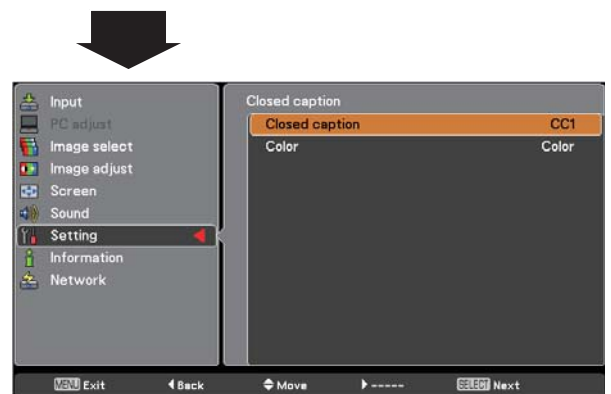 Input
PC adjust
Image select
Image adjust
Screen
Sound
Setting
Information
Network
Closed caption
Closed caption CC1
Color Color
MENU Exit Back Move ----- SELECT Next